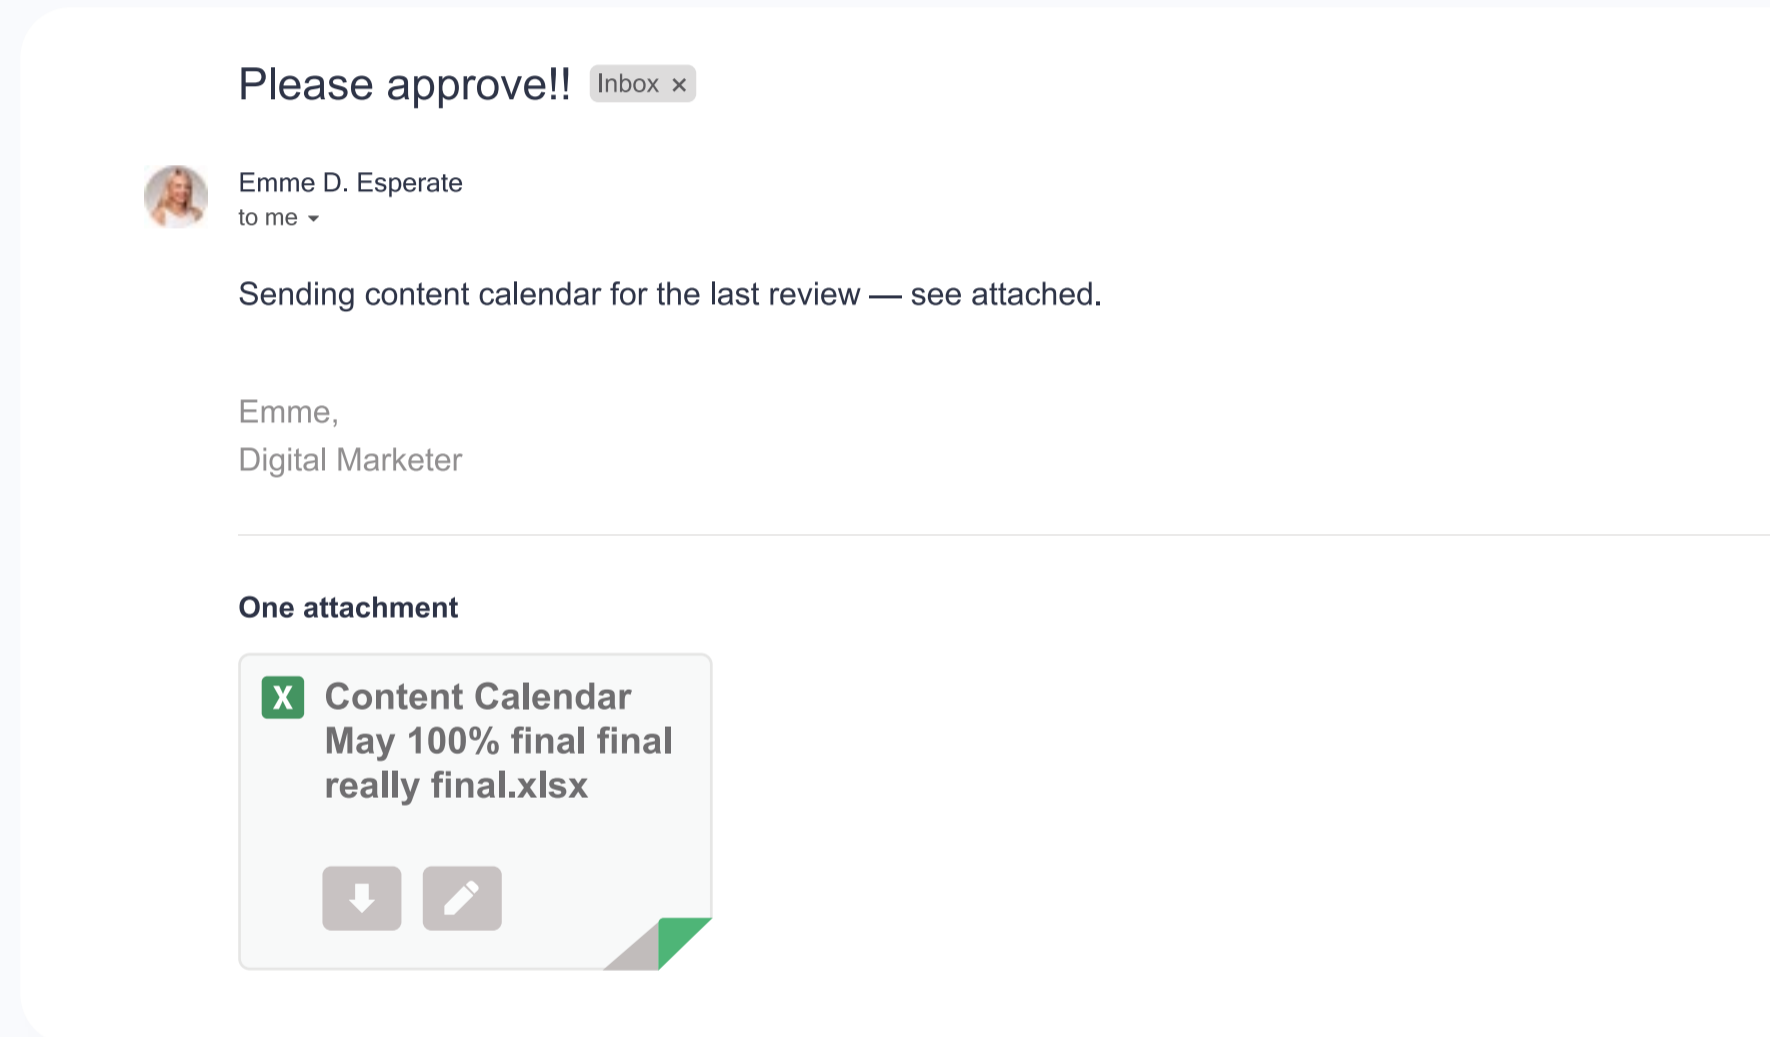 Please approve!! Inbox ×
Emme D. Esperate
to me
Sending content calendar for the last review — see attached.
Emme,
Digital Marketer
One attachment
X Content Calendar
May 100% final final
really final.xlsx